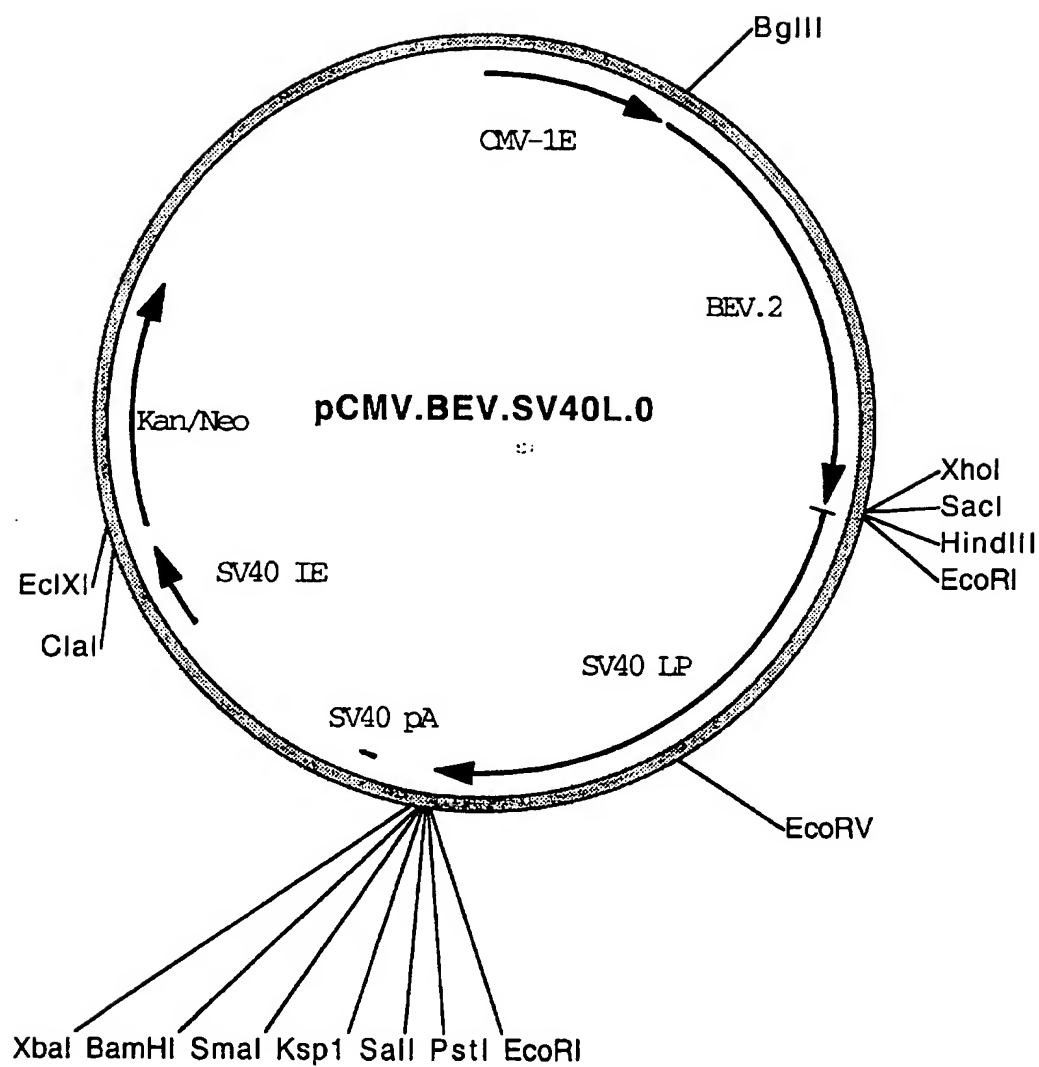 BglII
CMV-1E
BEV.2
Kan/Neo
pCMV.BEV.SV40L.0
XhoI
SacI
HindIII
EcoRI
EclXI
SV40 IE
ClaI
SV40 LP
SV40 pA
EcoRV
XbaI BamHI SmaI Ksp1 SalI PstI EcoRI